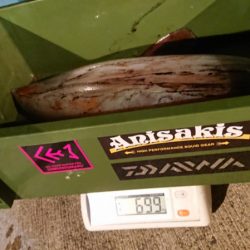 Anisakis
HIGH PERFORMANCE SQUID GEAR
DAIWA
699